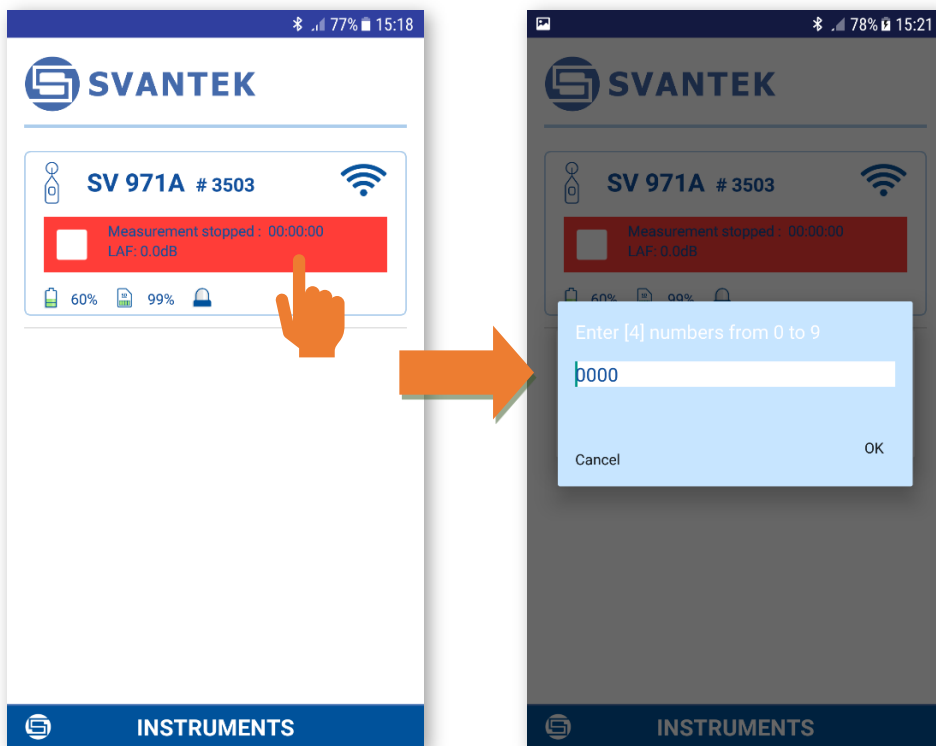 77% 15:18
SVANTEK
SV 971A # 3503
Measurement stopped : 00:00:00
LAF: 0.0dB
60% 99%
INSTRUMENTS
78% 15:21
SVANTEK
SV 971A # 3503
Measurement stopped : 00:00:00
LAF: 0.0dB
60% 99%
Enter [4] numbers from 0 to 9
0000
OK
Cancel
INSTRUMENTS